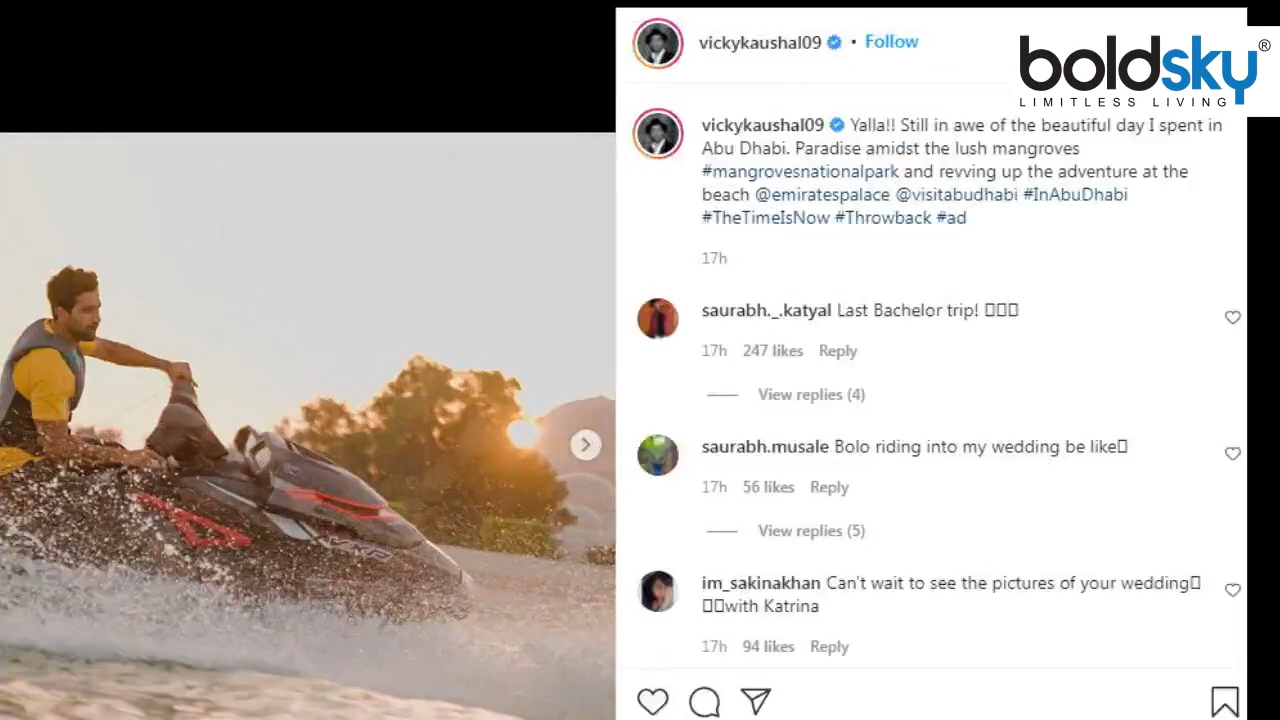 vickykaushal09 • Follow
boldsky®
LIMITLESS LIVING
vickykaushal09 Yalla!! Still in awe of the beautiful day I spent in
Abu Dhabi. Paradise amidst the lush mangroves
#mangrovesnationalpark and revving up the adventure at the
beach @emiratespalace @visitabudhabi #InAbuDhabi
#TheTimeIsNow #Throwback #ad
17h
saurabh._.katyal Last Bachelor trip! 
17h 247 likes Reply
View replies (4)
saurabh.musale Bolo riding into my wedding be like
17h 56 likes Reply
View replies (5)
im_sakinakhan Can't wait to see the pictures of your wedding
with Katrina
17h 94 likes Reply